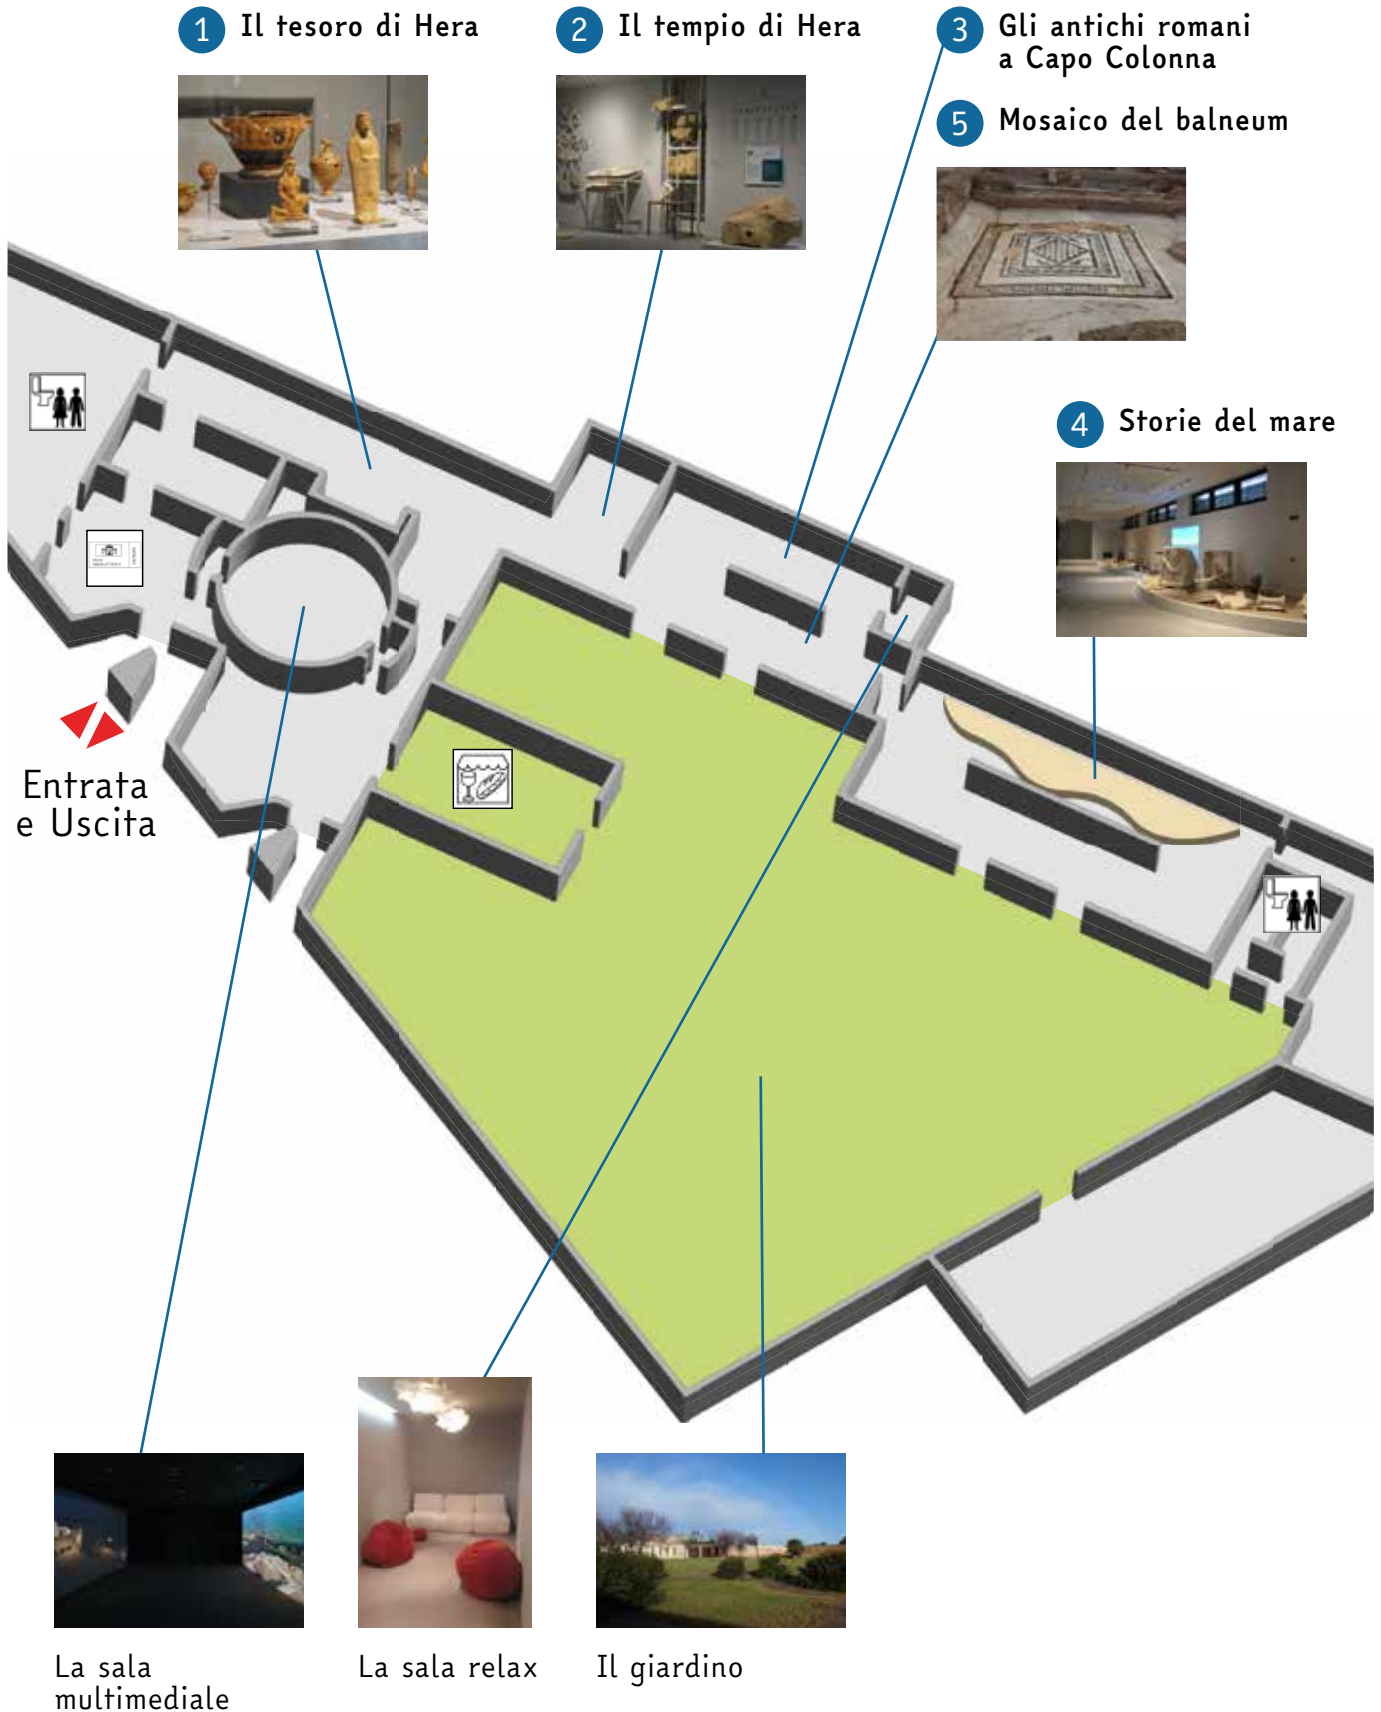 1 Il tesoro di Hera
2 Il tempio di Hera
3 Gli antichi romani
a Capo Colonna
5 Mosaico del balneum
4 Storie del mare
Entrata
e Uscita
La sala
multimediale
La sala relax
Il giardino